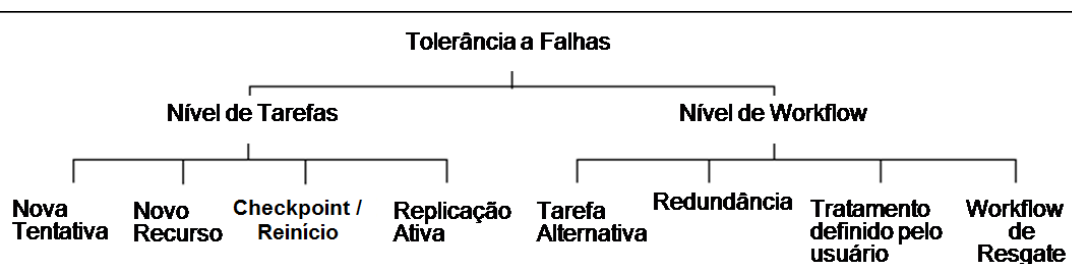 Tolerância a Falhas
Nível de Tarefas
Nível de Workflow
Nova
Tentativa
Novo
Recurso
Checkpoint /
Reinício
Replicação
Ativa
Tarefa
Alternativa
Redundância
Tratamento
definido pelo
usuário
Workflow
de
Resgate